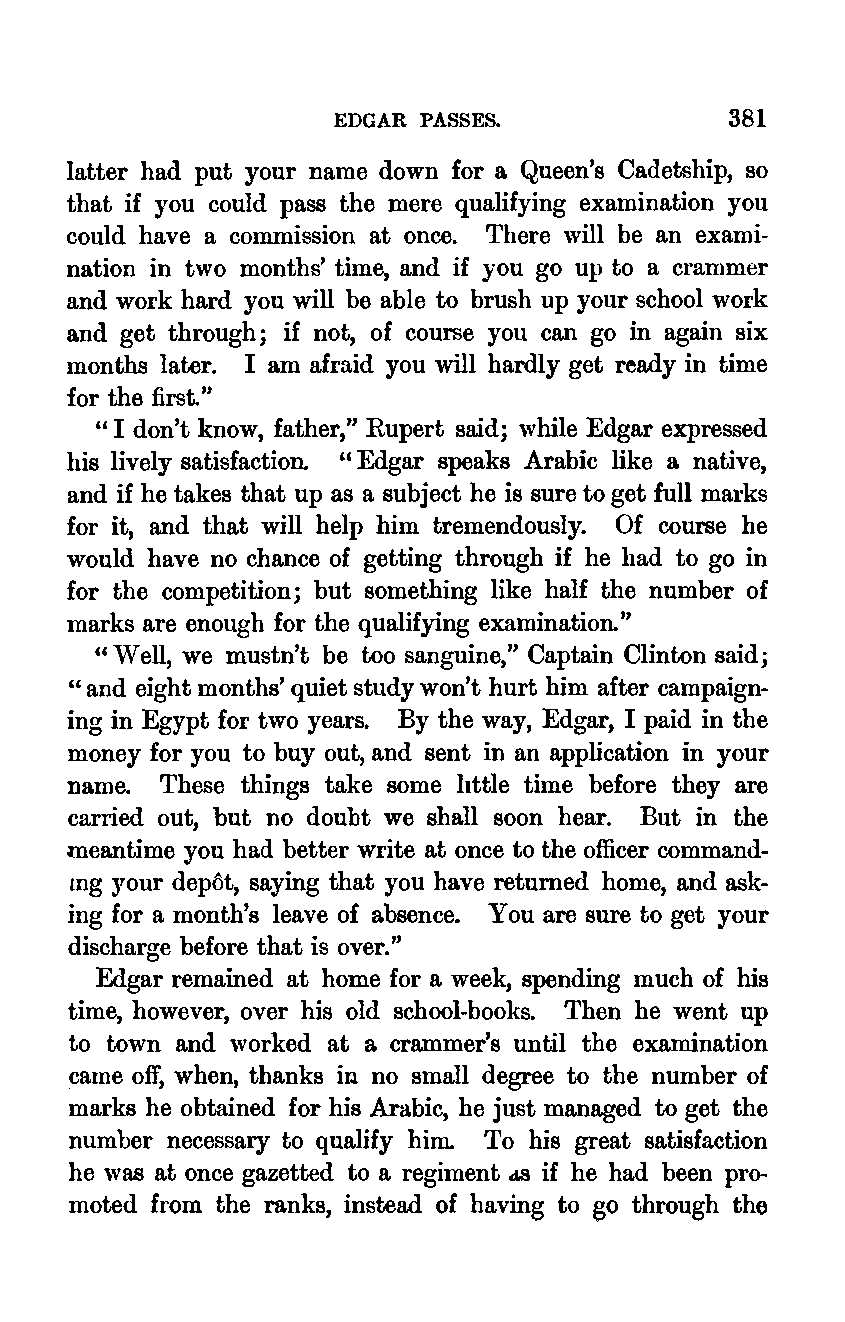 EDGAR PASSES. 381
latter had put your name down for a Queen's Cadetship, so
that if you could pass the mere qualifying examination you
could have a commission at once. There will be an exami-
nation in two months' time, and if you go up to a crammer
and work hard you will be able to brush up your school work
and get through; if not, of course you can go in again six
months later. I am afraid you will hardly get ready in time
for the first."
"I don't know, father," Rupert said; while Edgar expressed
his lively satisfaction. "Edgar speaks Arabic like a native,
and if he takes that up as a subject he is sure to get full marks
for it, and that will help him tremendously. Of course he
would have no chance of getting through if he had to go in
for the competition; but something like half the number of
marks are enough for the qualifying examination."
"Well, we mustn't be too sanguine," Captain Clinton said;
"and eight months' quiet study won't hurt him after campaign-
ing in Egypt for two years. By the way, Edgar, I paid in the
money for you to buy out, and sent in an application in your
name. These things take some little time before they are
carried out, but no doubt we shall soon hear. But in the
meantime you had better write at once to the officer command-
ing your depôt, saying that you have returned home, and ask-
ing for a month's leave of absence. You are sure to get your
discharge before that is over."
Edgar remained at home for a week, spending much of his
time, however, over his old school-books. Then he went up
to town and worked at a crammer's until the examination
came off, when, thanks in no small degree to the number of
marks he obtained for his Arabic, he just managed to get the
number necessary to qualify him. To his great satisfaction
he was at once gazetted to a regiment as if he had been pro-
moted from the ranks, instead of having to go through the